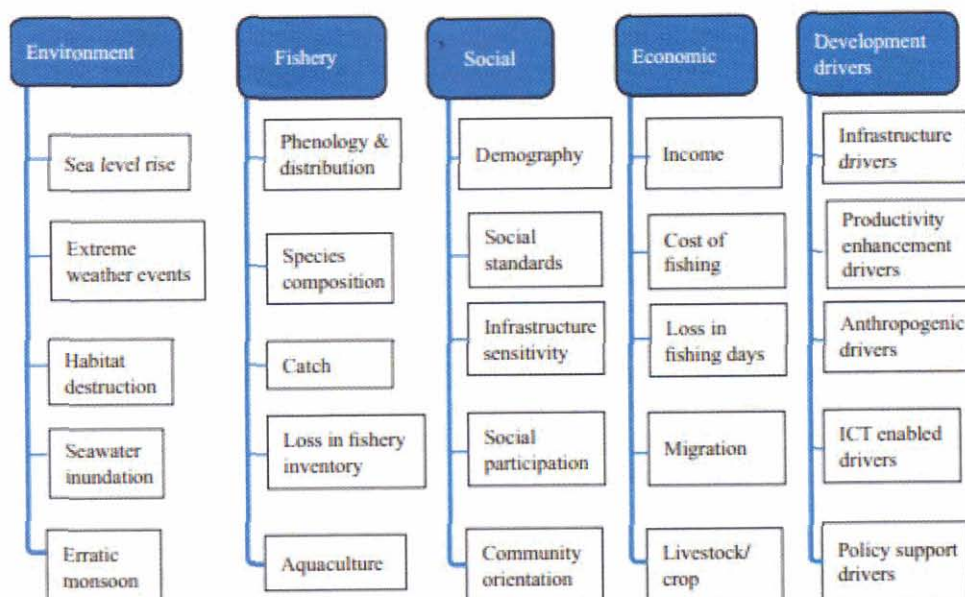 Environment
Sea level rise
Extreme
weather events
Habitat
destruction
Seawater
inundation
Erratic
monsoon
Fishery
Phenology &
distribution
Species
composition
Catch
Loss in fishery
inventory
Aquaculture
Social
Demography
Social
standards
Infrastructure
sensitivity
Social
participation
Community
orientation
Economic
Income
Cost of
fishing
Loss in
fishing days
Migration
Livestock/
crop
Development
drivers
Infrastructure
drivers
Productivity
enhancement
drivers
Anthropogenic
drivers
ICT enabled
drivers
Policy support
drivers